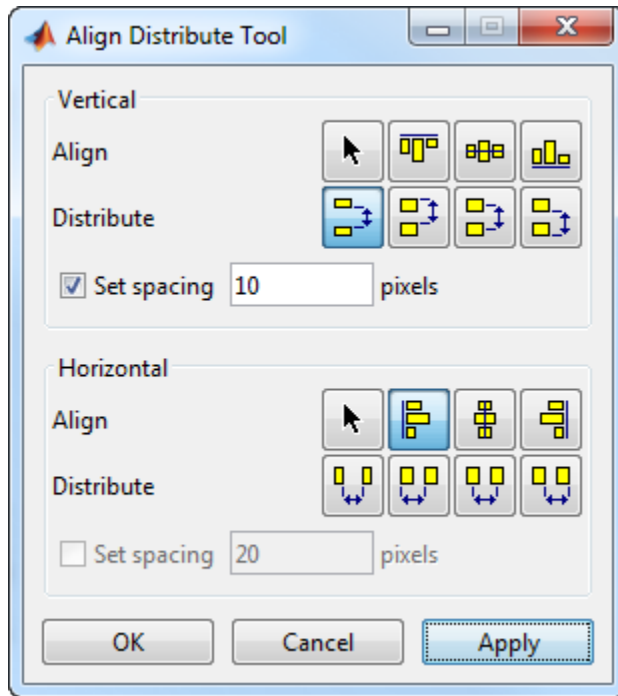 Align Distribute Tool
Vertical
Align
Distribute
Set spacing 10 pixels
Horizontal
Align
Distribute
Set spacing 20 pixels
OK Cancel Apply